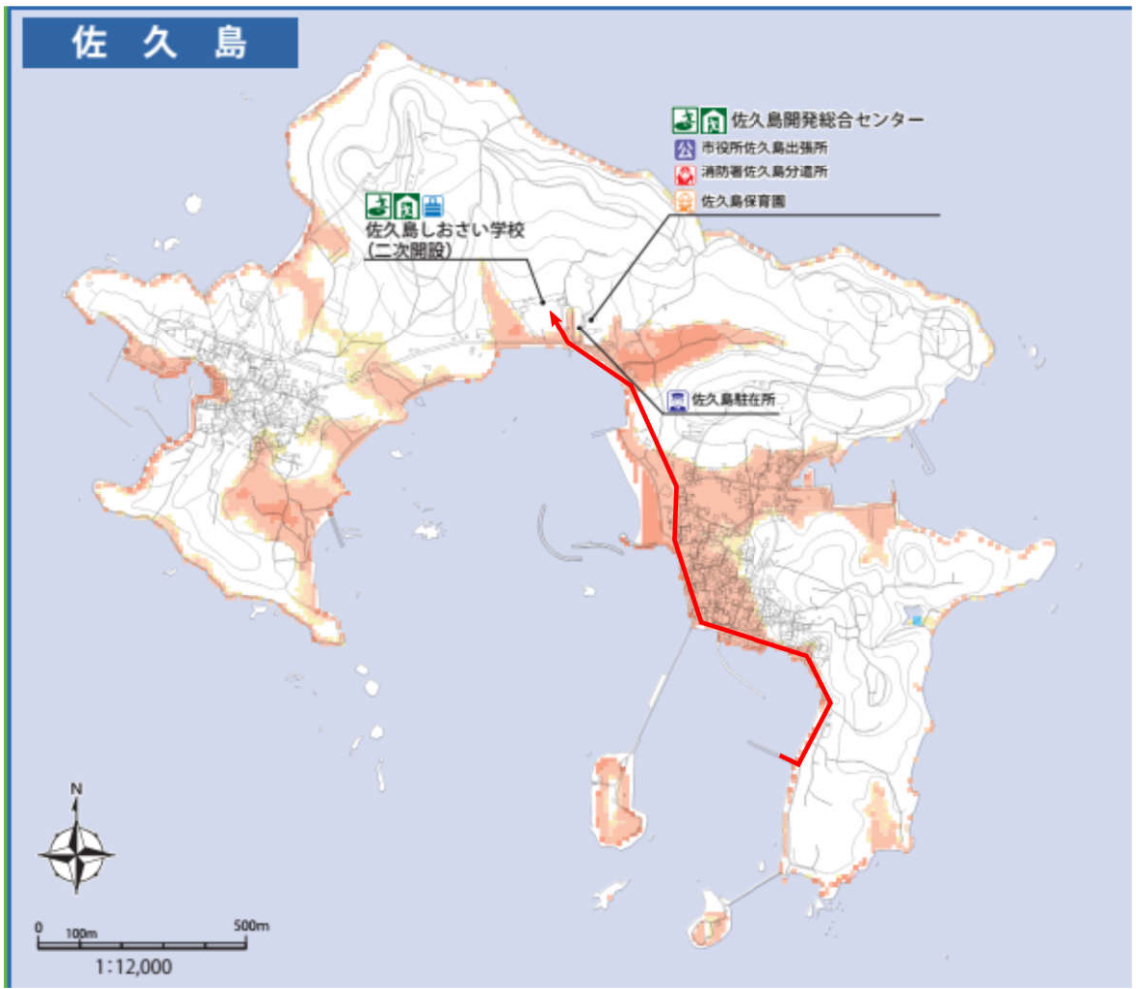 佐久島
佐久島開発総合センター
市役所佐久島出張所
公
消防署佐久島分遣所
佐久島保育園
佐久島しおさい学校
(二次開設)
佐久島駐在所
N
0 100m 500m
1:12,000